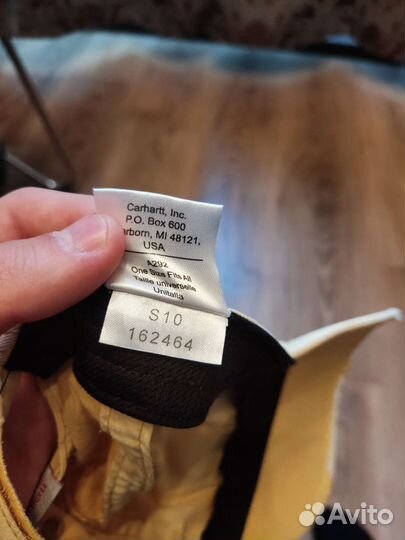 Carhartt, Inc.
P.O. Box 600
arborn, MI 48121,
USA
A292
One Size Fits All
Taille universelle
Unitalla
S10
162464
Avito